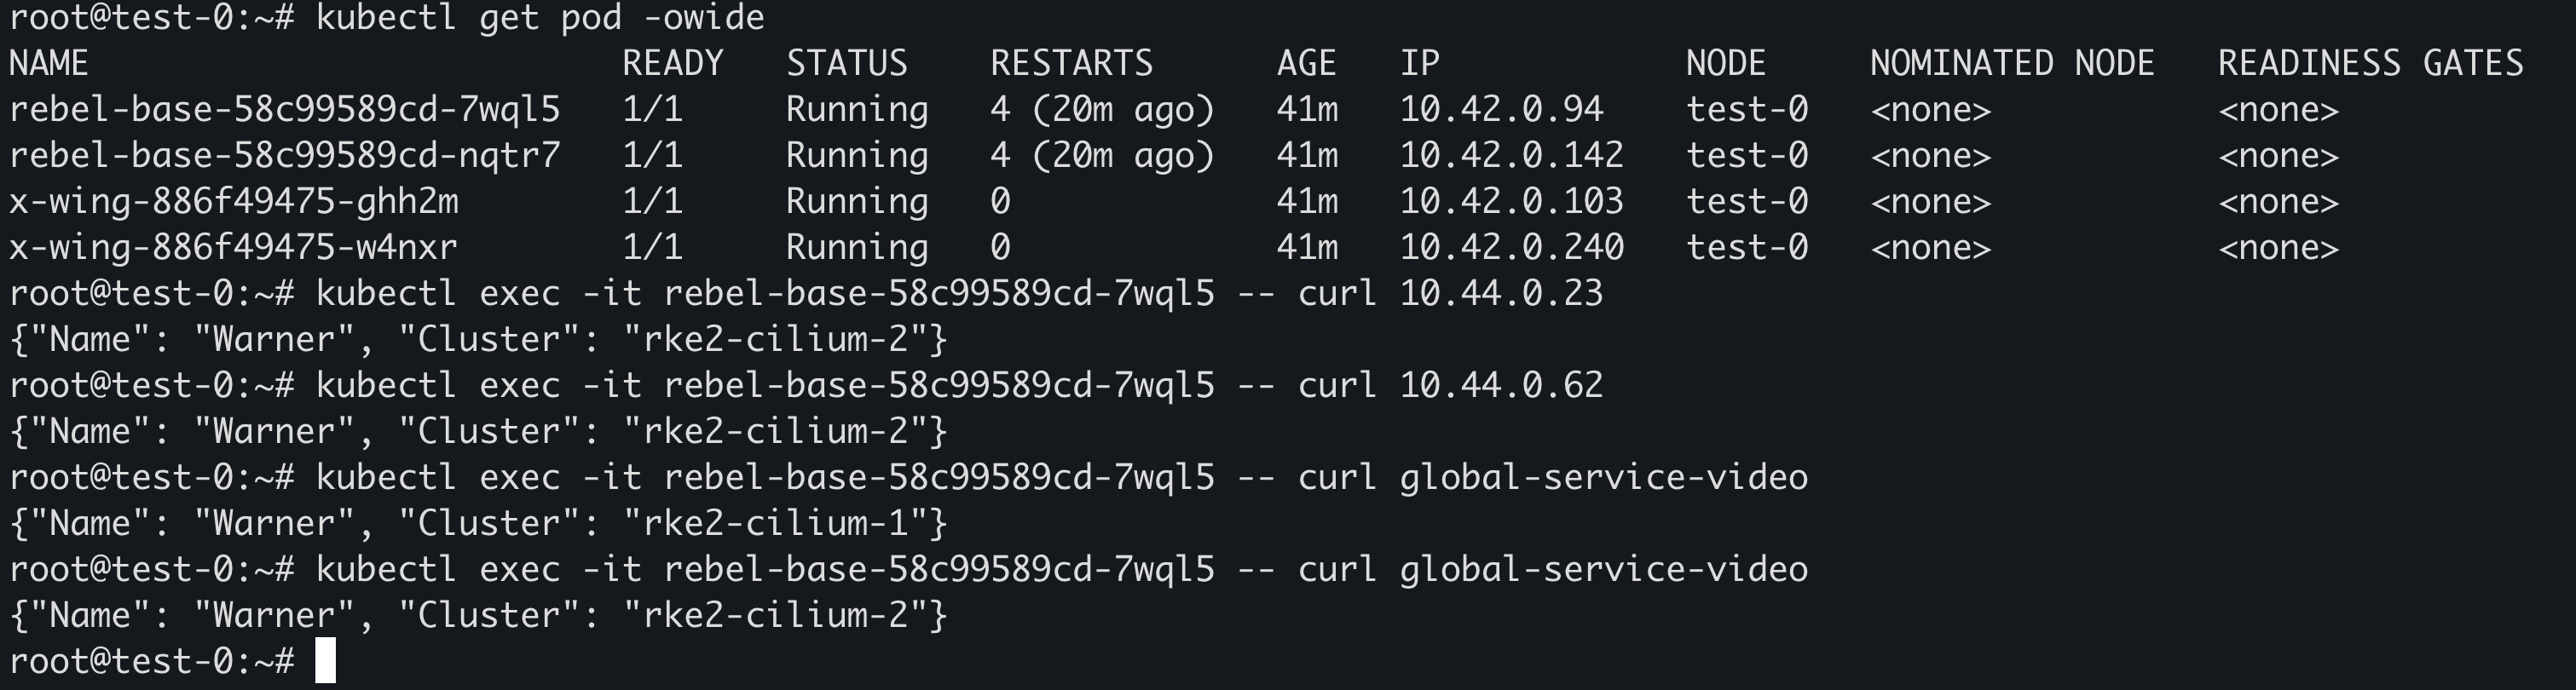 root@test-0:~# kubectl get pod -owide
NAME                          READY   STATUS    RESTARTS      AGE   IP            NODE     NOMINATED NODE   READINESS GATES
rebel-base-58c99589cd-7wql5   1/1     Running   4 (20m ago)   41m   10.42.0.94    test-0   <none>           <none>
rebel-base-58c99589cd-nqtr7   1/1     Running   4 (20m ago)   41m   10.42.0.142   test-0   <none>           <none>
x-wing-886f49475-ghh2m        1/1     Running   0             41m   10.42.0.103   test-0   <none>           <none>
x-wing-886f49475-w4nxr        1/1     Running   0             41m   10.42.0.240   test-0   <none>           <none>
root@test-0:~# kubectl exec -it rebel-base-58c99589cd-7wql5 -- curl 10.44.0.23
{"Name": "Warner", "Cluster": "rke2-cilium-2"}
root@test-0:~# kubectl exec -it rebel-base-58c99589cd-7wql5 -- curl 10.44.0.62
{"Name": "Warner", "Cluster": "rke2-cilium-2"}
root@test-0:~# kubectl exec -it rebel-base-58c99589cd-7wql5 -- curl global-service-video
{"Name": "Warner", "Cluster": "rke2-cilium-1"}
root@test-0:~# kubectl exec -it rebel-base-58c99589cd-7wql5 -- curl global-service-video
{"Name": "Warner", "Cluster": "rke2-cilium-2"}
root@test-0:~#